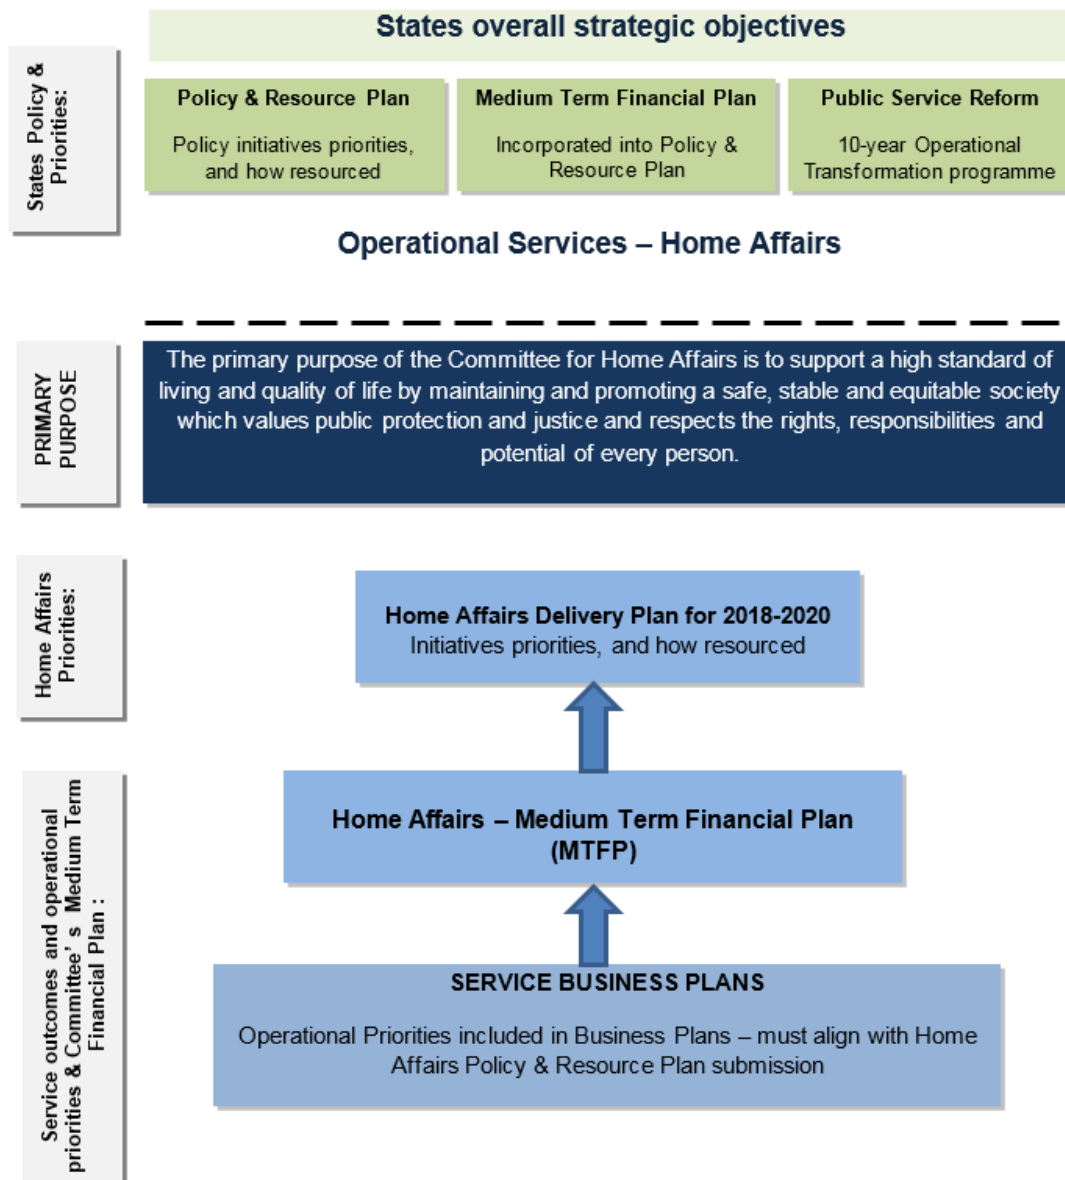 States overall strategic objectives
States Policy &
Priorities:
Policy & Resource Plan
Policy initiatives priorities,
and how resourced
Medium Term Financial Plan
Incorporated into Policy &
Resource Plan
Public Service Reform
10-year Operational
Transformation programme
Operational Services – Home Affairs
PRIMARY
PURPOSE
The primary purpose of the Committee for Home Affairs is to support a high standard of
living and quality of life by maintaining and promoting a safe, stable and equitable society
which values public protection and justice and respects the rights, responsibilities and
potential of every person.
Home Affairs
Priorities:
Home Affairs Delivery Plan for 2018-2020
Initiatives priorities, and how resourced
Service outcomes and operational
priorities & Committee' s Medium Term
Financial Plan :
Home Affairs – Medium Term Financial Plan
(MTFP)
SERVICE BUSINESS PLANS
Operational Priorities included in Business Plans – must align with Home
Affairs Policy & Resource Plan submission